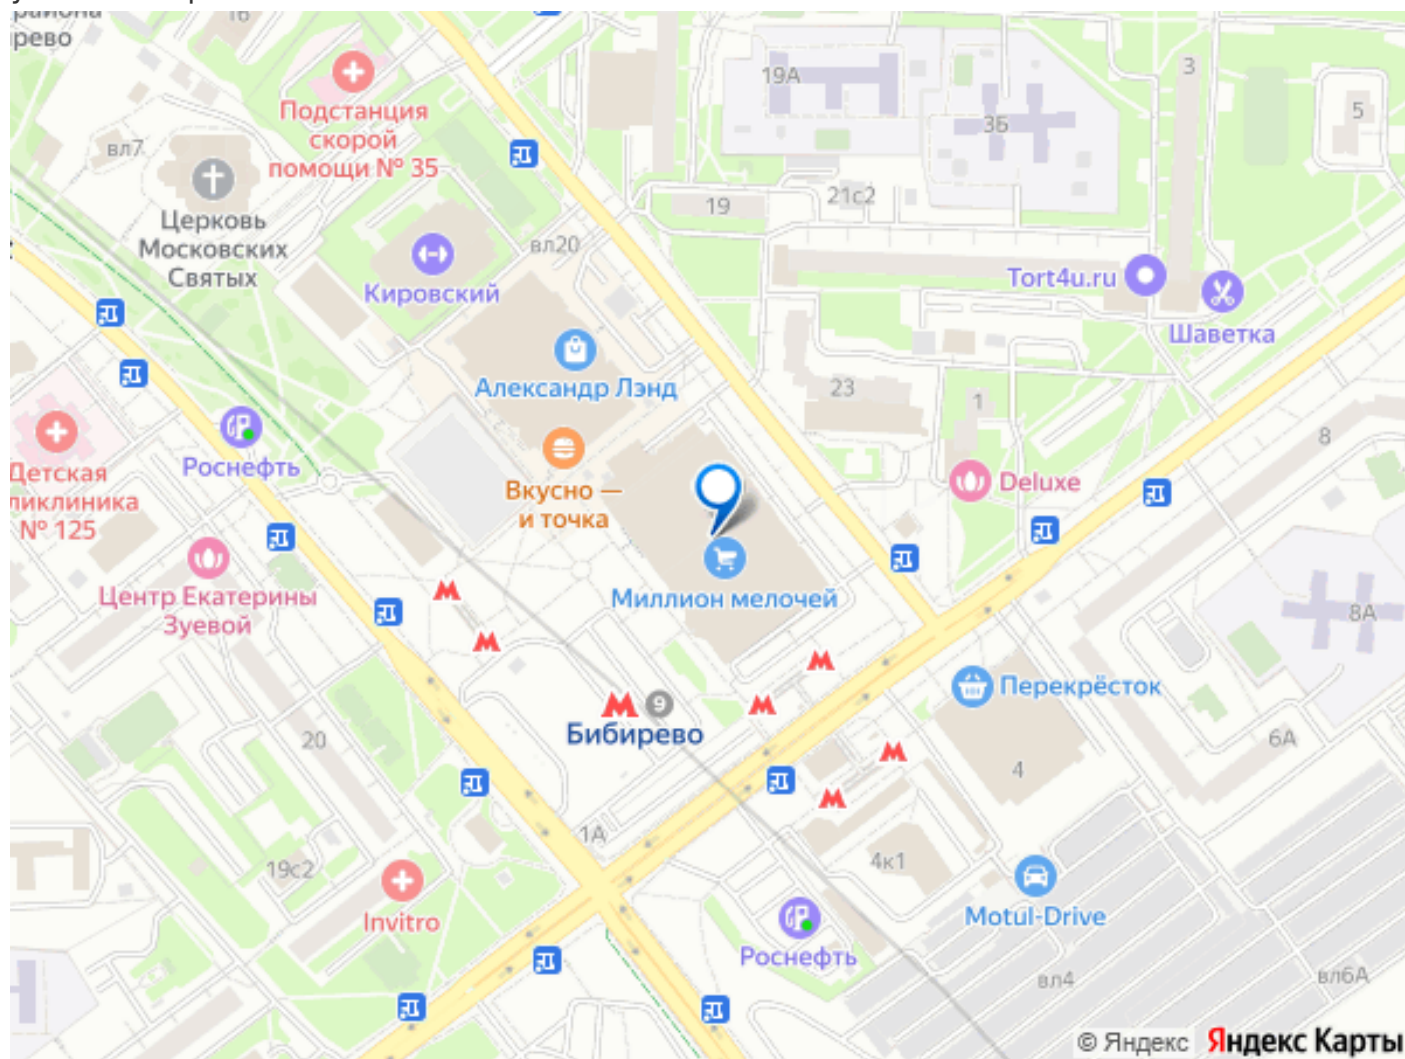 района
рево
16
Подстанция
скорой
помощи № 35
вл7
Церковь
Московских
Святых
Кировский
вл20
19А
3Б
3
5
19
21с2
Tort4u.ru
Шаветка
Александр Лэнд
23
1
8
Роснефть
Детская
ликлиника
№ 125
Вкусно —
и точка
Deluxe
Центр Екатерины
Зуевой
Миллион мелочей
8А
М
М
М
М
М
9
Бибирево
Перекрёсток
6А
4
М
М
20
1А
19с2
4к1
Invitro
Motul-Drive
Роснефть
вл4
вл6А
© Яндекс Яндекс Карты